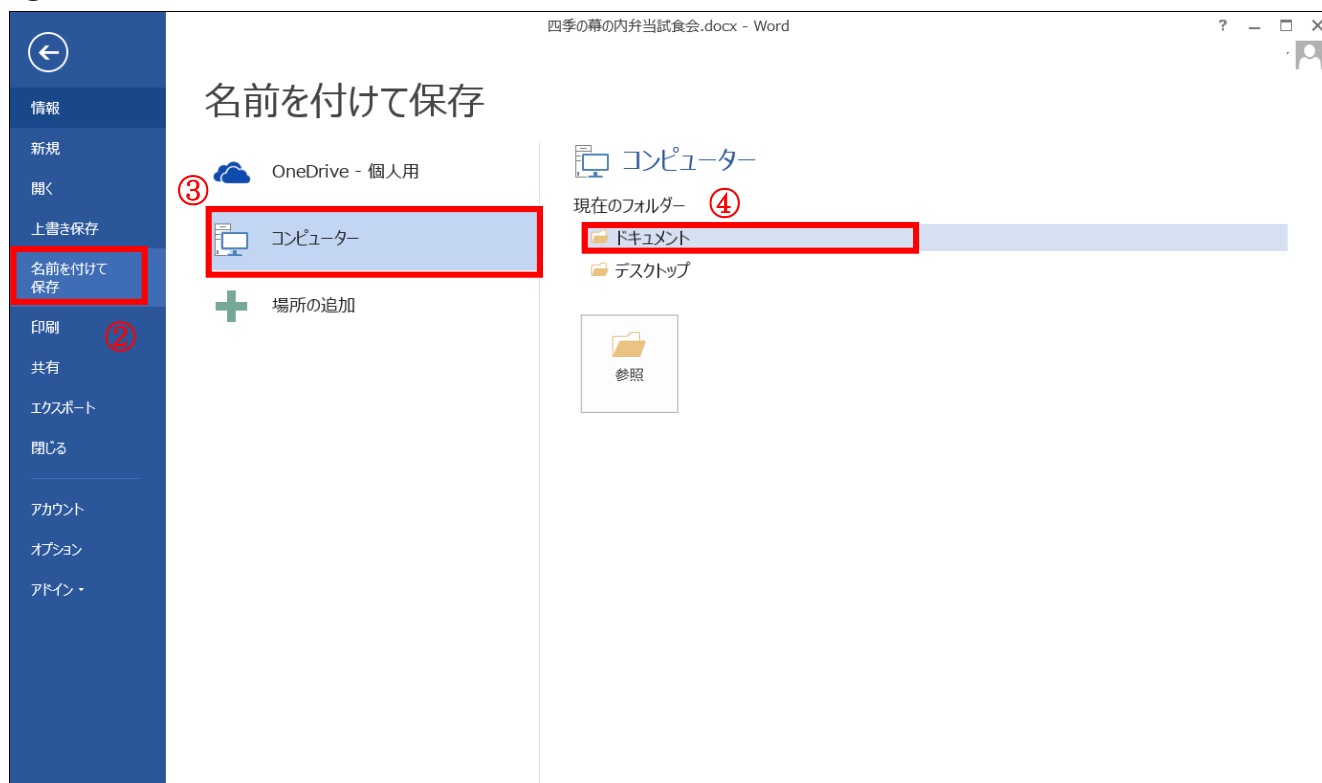 四季の幕の内弁当試食会.docx - Word
?
情報
新規
開く
上書き保存
名前を付けて
保存
②
印刷
共有
エクスポート
閉じる
アカウント
オプション
アドイン
名前を付けて保存
OneDrive - 個人用
③
コンピューター
場所の追加
コンピューター
現在のフォルダー ④
ドキュメント
デスクトップ
参照